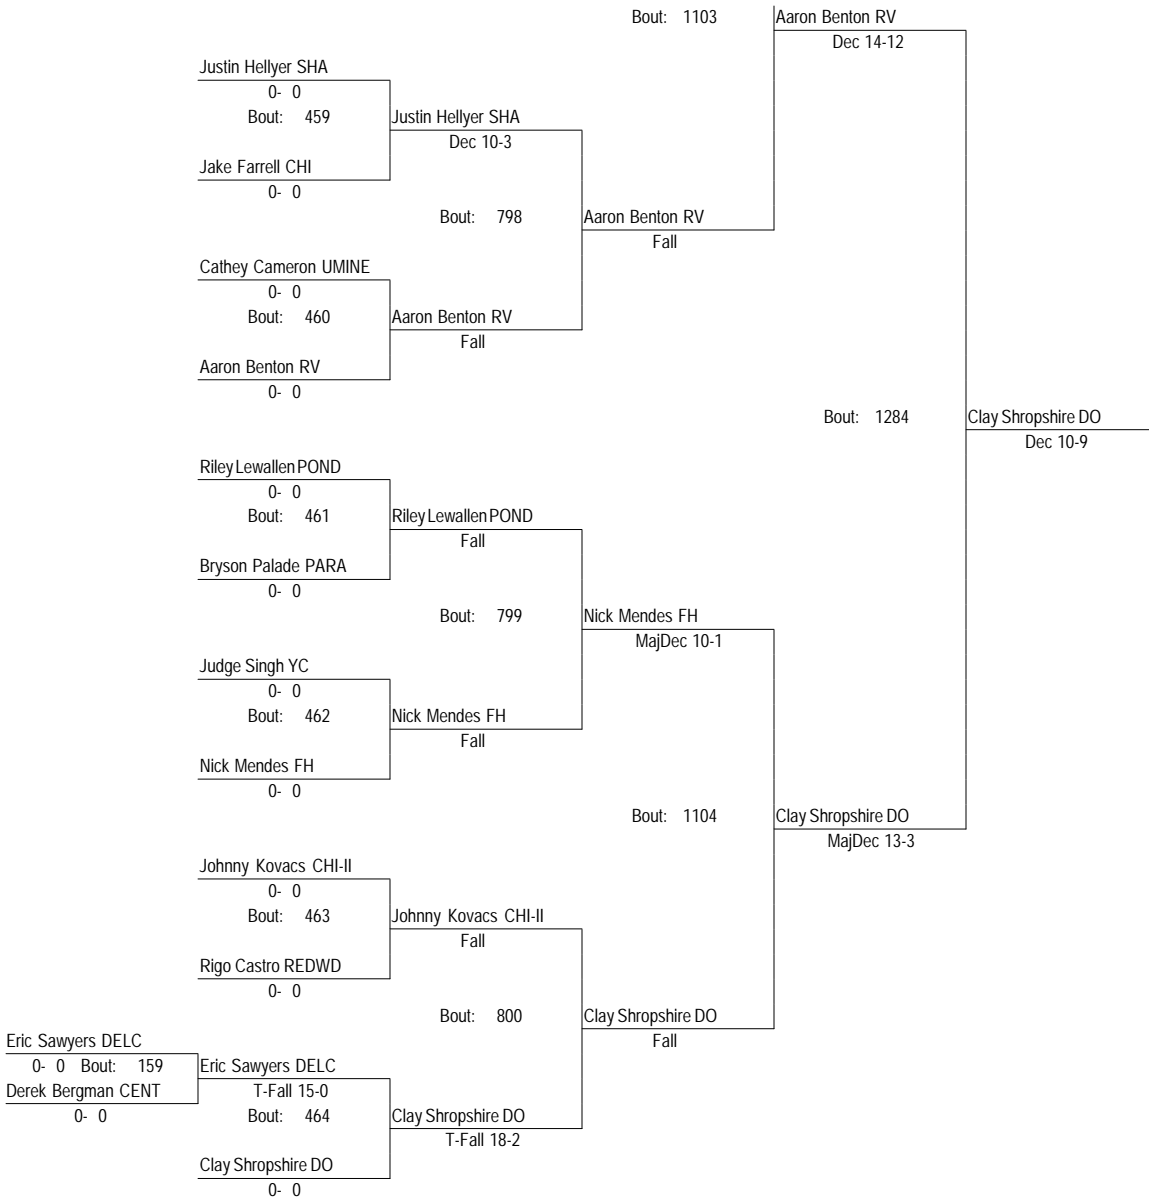 Bout: 1103 Aaron Benton RV
Dec 14-12
Justin Hellyer SHA
0- 0
Bout: 459 Justin Hellyer SHA
Dec 10-3
Jake Farrell CHI
0- 0
Bout: 798 Aaron Benton RV
Fall
Cathey Cameron UMINE
0- 0
Bout: 460 Aaron Benton RV
Fall
Aaron Benton RV
0- 0
Bout: 1284 Clay Shropshire DO
Dec 10-9
Riley Lewallen POND
0- 0
Bout: 461 Riley Lewallen POND
Fall
Bryson Palade PARA
0- 0
Bout: 799 Nick Mendes FH
MajDec 10-1
Judge Singh YC
0- 0
Bout: 462 Nick Mendes FH
Fall
Nick Mendes FH
0- 0
Bout: 1104 Clay Shropshire DO
MajDec 13-3
Johnny Kovacs CHI-II
0- 0
Bout: 463 Johnny Kovacs CHI-II
Fall
Rigo Castro REDWD
0- 0
Bout: 800 Clay Shropshire DO
Fall
Eric Sawyers DELC
0- 0 Bout: 159 Eric Sawyers DELC
Derek Bergman CENT T-Fall 15-0
0- 0 Bout: 464 Clay Shropshire DO
T-Fall 18-2
Clay Shropshire DO
0- 0